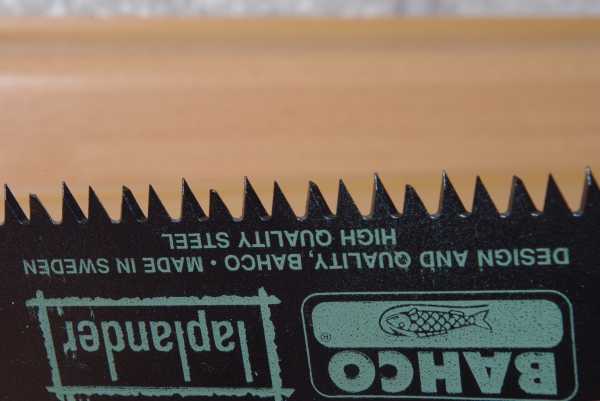 BAHCO
®
laplander
DESIGN AND QUALITY, BAHCO • MADE IN SWEDEN
HIGH QUALITY STEEL